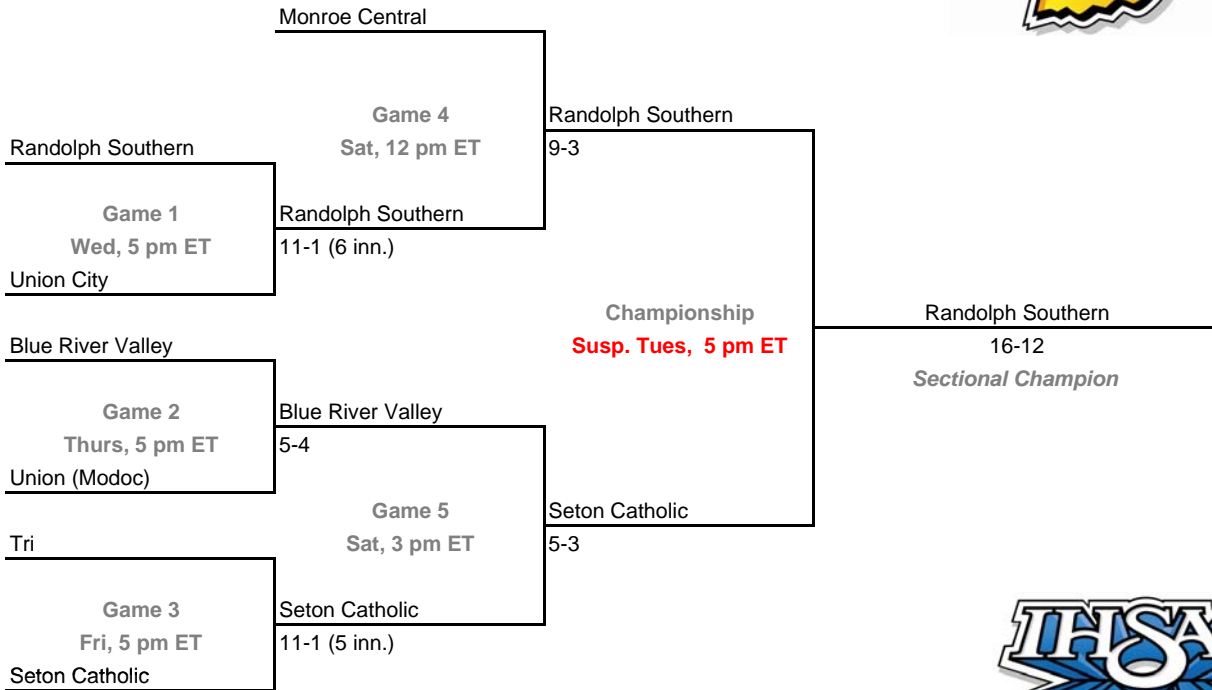 Monroe Central
Game 4
Sat, 12 pm ET
Randolph Southern
9-3
Randolph Southern
Game 1
Wed, 5 pm ET
Union City
Randolph Southern
11-1 (6 inn.)
Championship
Susp. Tues, 5 pm ET
Randolph Southern
16-12
Sectional Champion
Blue River Valley
Game 2
Thurs, 5 pm ET
Union (Modoc)
Blue River Valley
5-4
Game 5
Sat, 3 pm ET
Seton Catholic
5-3
Tri
Game 3
Fri, 5 pm ET
Seton Catholic
Seton Catholic
11-1 (5 inn.)
IHSA